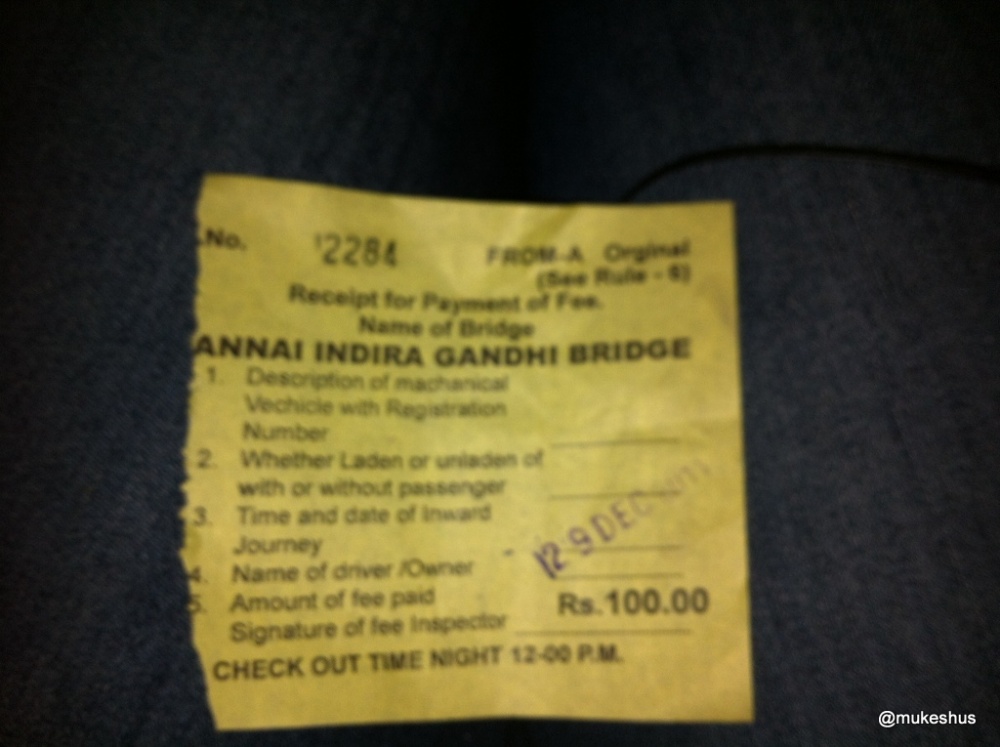 No. 2284 FROM-A Orginal
(See Rule - 6)
Receipt for Payment of Fee.
Name of Bridge
ANNAI INDIRA GANDHI BRIDGE
1. Description of machanical
Vechicle with Registration
Number
2. Whether Laden or unladen of
with or without passenger
3. Time and date of Inward
Journey
29 DEC
4. Name of driver /Owner
5. Amount of fee paid Rs.100.00
Signature of fee Inspector
CHECK OUT TIME NIGHT 12-00 P.M.
@mukeshus